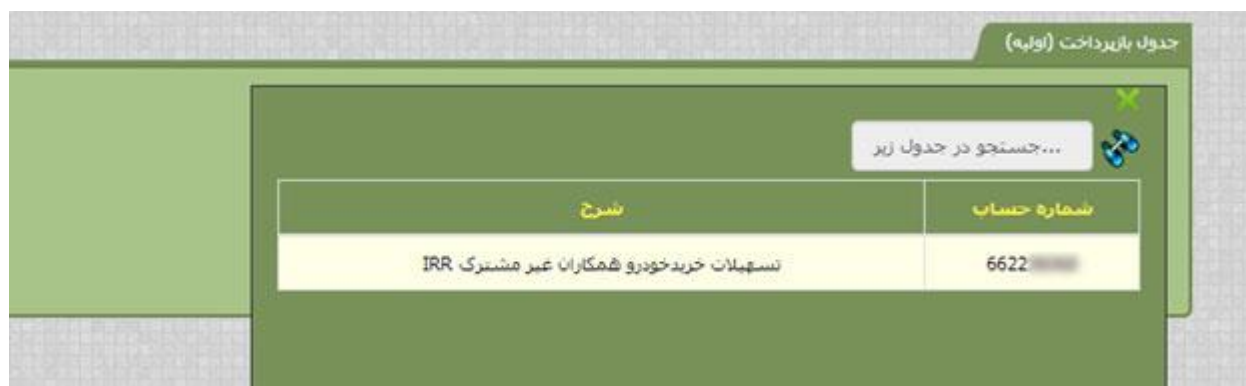 جدول بازپرداخت (اولیه)
...جستجو در جدول زیر
شماره حساب شرح
6622 تسهیلات خریدخودرو همکاران غیر مشترک IRR